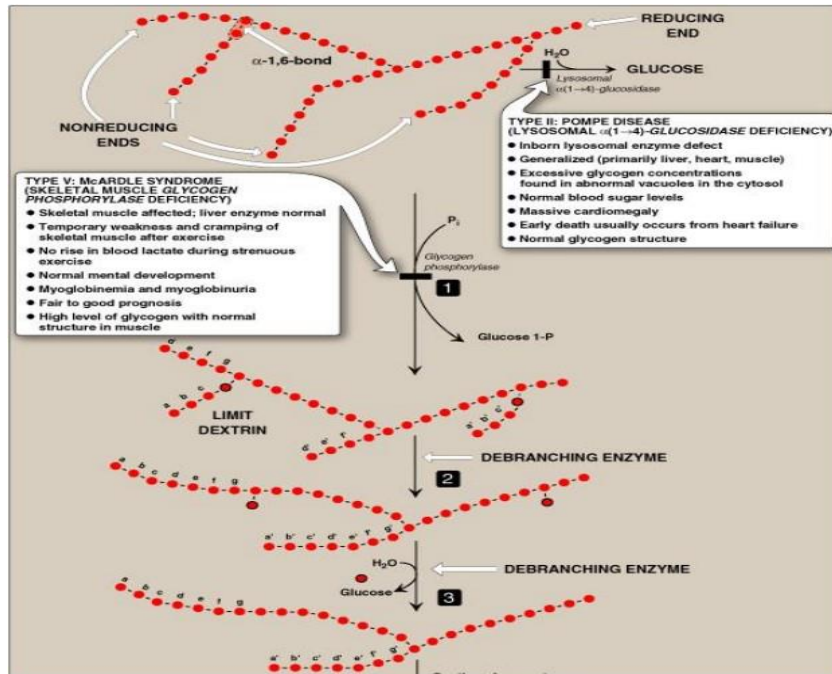 REDUCING
END
α-1,6-bond
H₂O
GLUCOSE
Lysosomal
α(1→4)-glucosidase
NONREDUCING
ENDS
TYPE II: POMPE DISEASE
(LYSOSOMAL α(1→4)-GLUCOSIDASE DEFICIENCY)
● Inborn lysosomal enzyme defect
● Generalized (primarily liver, heart, muscle)
● Excessive glycogen concentrations
found in abnormal vacuoles in the cytosol
● Normal blood sugar levels
● Massive cardiomegaly
● Early death usually occurs from heart failure
● Normal glycogen structure
TYPE V: McARDLE SYNDROME
(SKELETAL MUSCLE GLYCOGEN
PHOSPHORYLASE DEFICIENCY)
● Skeletal muscle affected; liver enzyme normal
● Temporary weakness and cramping of
skeletal muscle after exercise
● No rise in blood lactate during strenuous
exercise
● Normal mental development
● Myoglobinemia and myoglobinuria
● Fair to good prognosis
● High level of glycogen with normal
structure in muscle
Pᵢ
Glycogen
phosphorylase
1
Glucose 1-P
d e f g
a b c
LIMIT
DEXTRIN
d' e' f'
a' b' c'
DEBRANCHING ENZYME
2
a b c d e f g
a' b' c' d' e' f' g'
H₂O
DEBRANCHING ENZYME
Glucose
3
a b c d e f g
a' b' c' d' e' f' g'